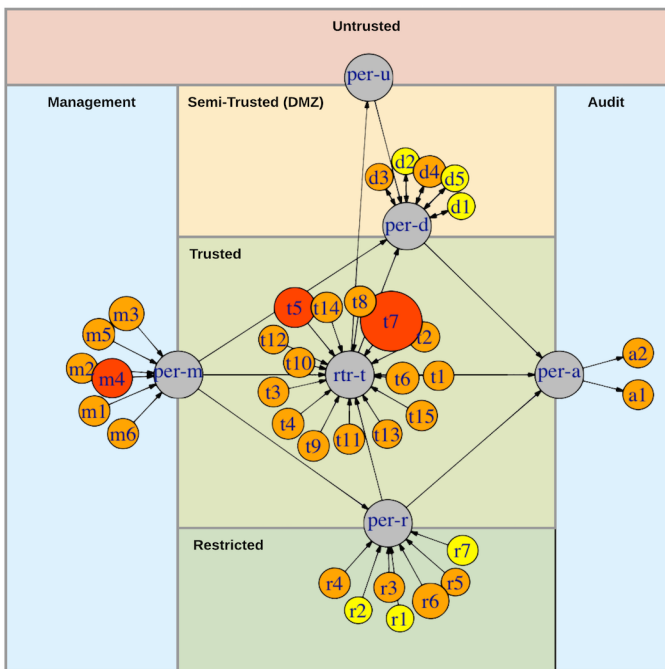 Untrusted
per-u
Management
Semi-Trusted (DMZ)
Audit
d2
d3
d4
d5
d1
per-d
Trusted
m3
m5
m2
m4
m1
m6
per-m
t5
t14
t8
t7
t12
t2
t10
rtr-t
t6
t1
t3
t4
t9
t11
t13
t15
per-a
a2
a1
per-r
Restricted
r7
r4
r3
r5
r2
r6
r1